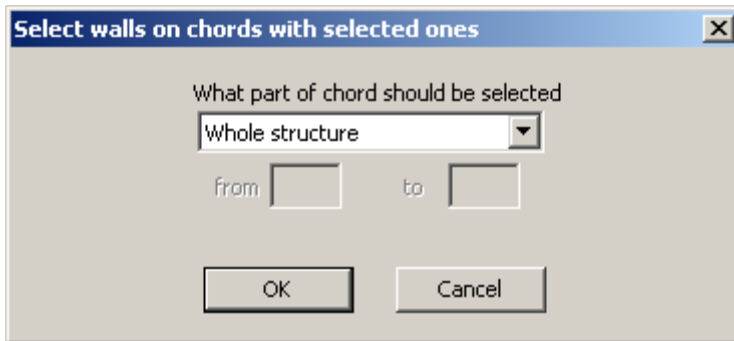 Select walls on chords with selected ones
What part of chord should be selected
Whole structure
from to
OK Cancel